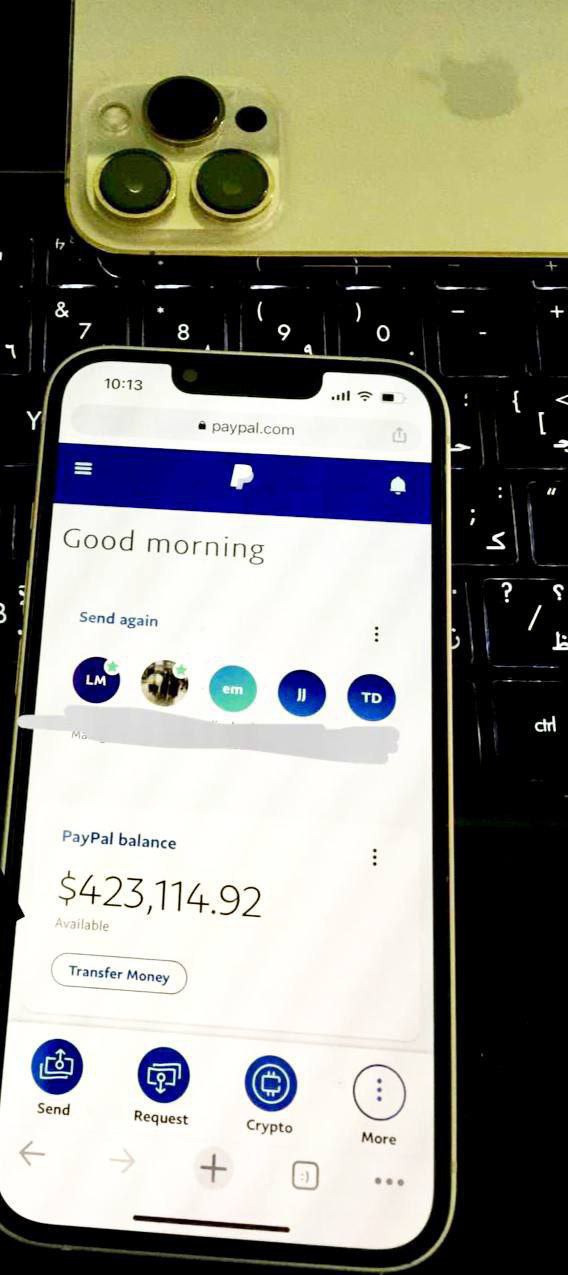 & * ( ) _ +
7 8 9 0 -
{ <
Y [
10:13
paypal.com
: “
; ك
Good morning
? ؟
/ ظ
Send again
LM em JJ TD
ctrl
PayPal balance
$423,114.92
Available
Transfer Money
Send Request Crypto More
:)